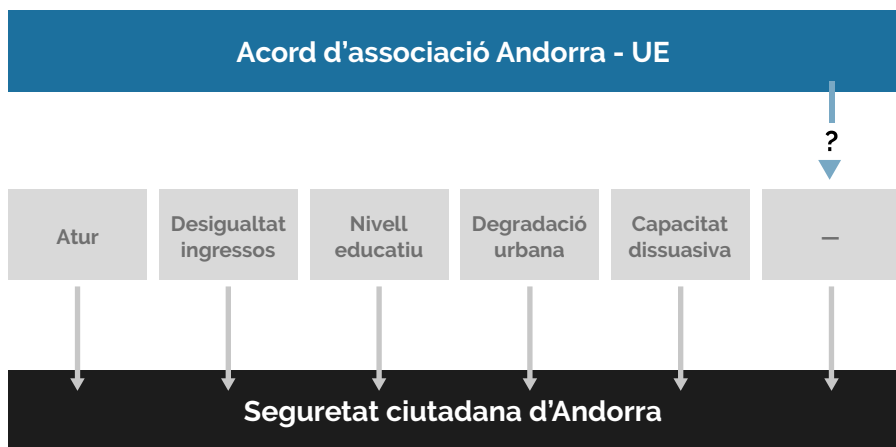 Acord d’associació Andorra - UE
?
Atur
Desigualtat
ingressos
Nivell
educatiu
Degradació
urbana
Capacitat
dissuasiva
—
Seguretat ciutadana d’Andorra